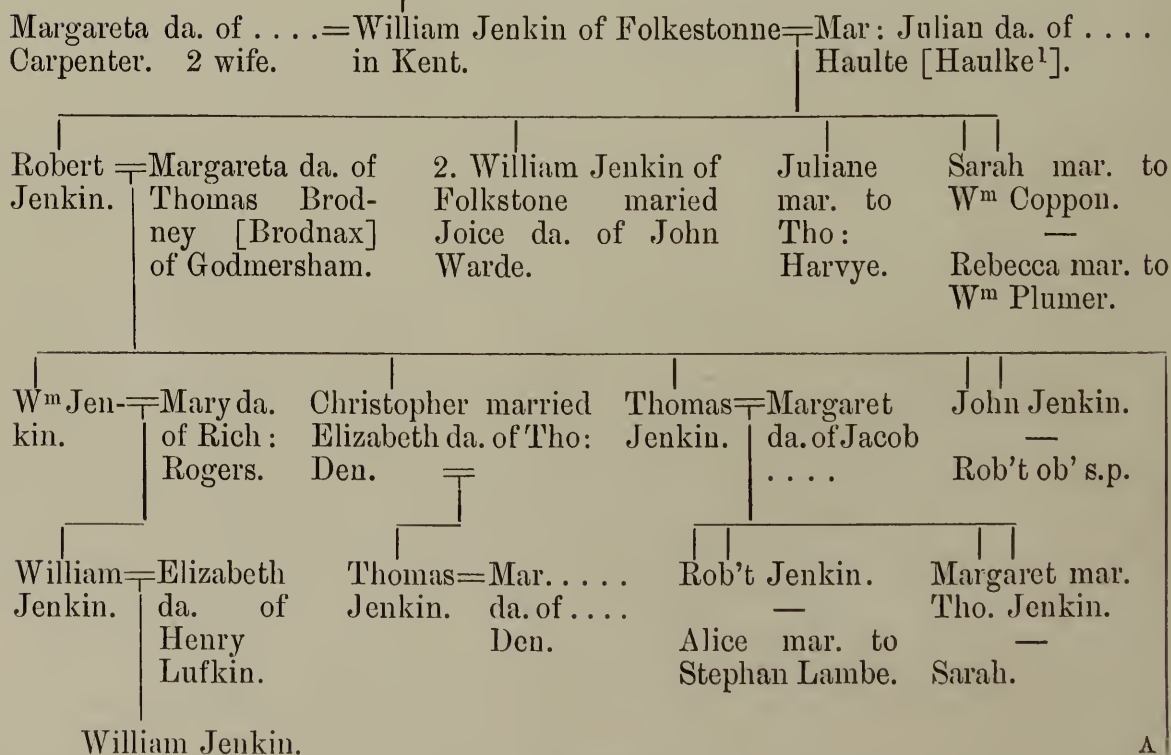 Margareta da. of . . . .=William Jenkin of Folkestonne=Mar: Julian da. of . . . .
Carpenter. 2 wife. in Kent. Haulte [Haulke¹].
Robert =Margareta da. of
Jenkin. Thomas Brod-
ney [Brodnax]
of Godmersham.
2. William Jenkin of
Folkstone maried
Joice da. of John
Warde.
Juliane
mar. to
Tho:
Harvye.
Sarah mar. to
Wᵐ Coppon.
—
Rebecca mar. to
Wᵐ Plumer.
Wᵐ Jen-=Mary da.
kin. of Rich:
Rogers.
Christopher married
Elizabeth da. of Tho:
Den. =
Thomas=Margaret
Jenkin. da. of Jacob
. . . .
John Jenkin.
—
Rob't ob' s.p.
William=Elizabeth
Jenkin. da. of
Henry
Lufkin.
Thomas=Mar. . . . .
Jenkin. da. of . . . .
Den.
Rob't Jenkin.
—
Alice mar. to
Stephan Lambe.
Margaret mar.
Tho. Jenkin.
—
Sarah.
William Jenkin. A